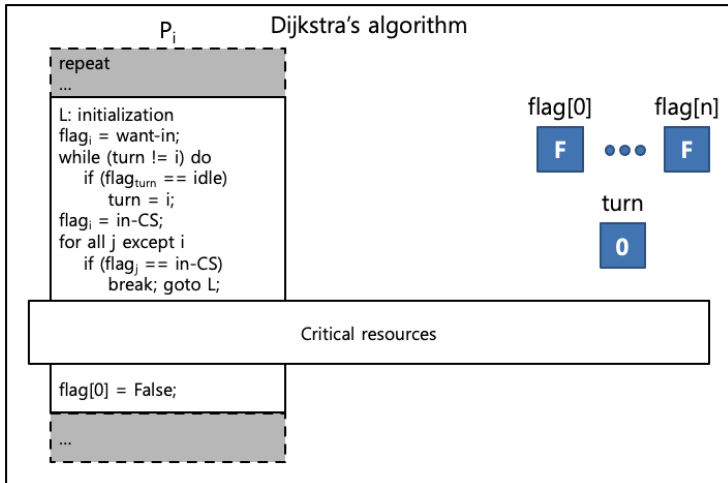 Dijkstra's algorithm
Pi
repeat
...
L: initialization
flagi = want-in;
while (turn != i) do
if (flagturn == idle)
turn = i;
flagi = in-CS;
for all j except i
if (flagj == in-CS)
break; goto L;
Critical resources
flag[0] = False;
...
flag[0] flag[n]
F F
turn
0